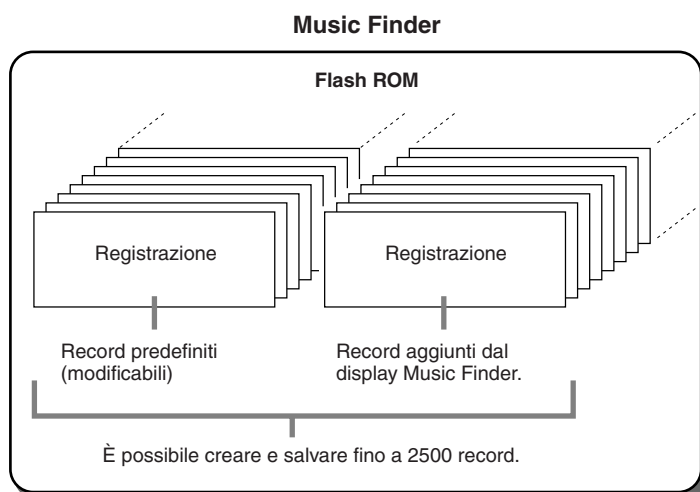 Music Finder
Flash ROM
Registrazione
Registrazione
Record predefiniti
(modificabili)
Record aggiunti dal
display Music Finder.
È possibile creare e salvare fino a 2500 record.